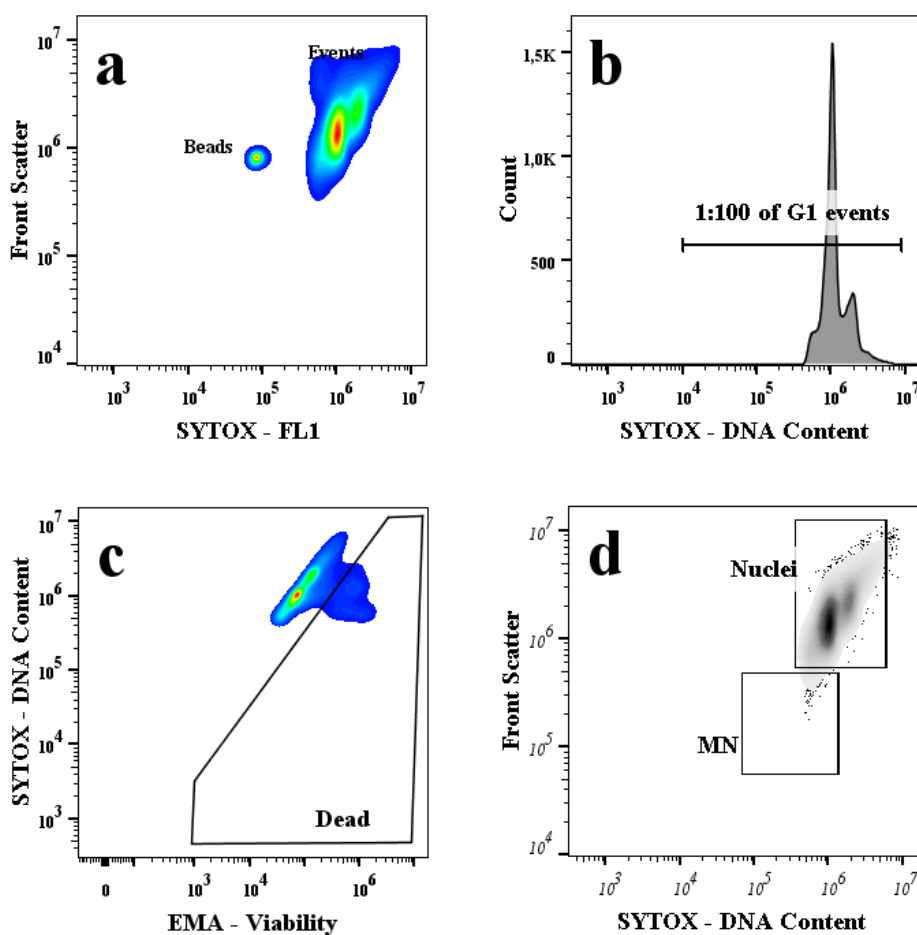 a
Events
Beads
10⁷
10⁶
10⁵
10⁴
Front Scatter
10³
10⁴
10⁵
10⁶
10⁷
SYTOX - FL1
b
1,5K
1,0K
500
0
Count
1:100 of G1 events
10³
10⁴
10⁵
10⁶
10⁷
SYTOX - DNA Content
c
10⁷
10⁶
10⁵
10⁴
10³
SYTOX - DNA Content
Dead
0
10³
10⁴
10⁶
EMA - Viability
d
Nuclei
MN
10⁷
10⁶
10⁵
10⁴
Front Scatter
10³
10⁴
10⁵
10⁶
10⁷
SYTOX - DNA Content